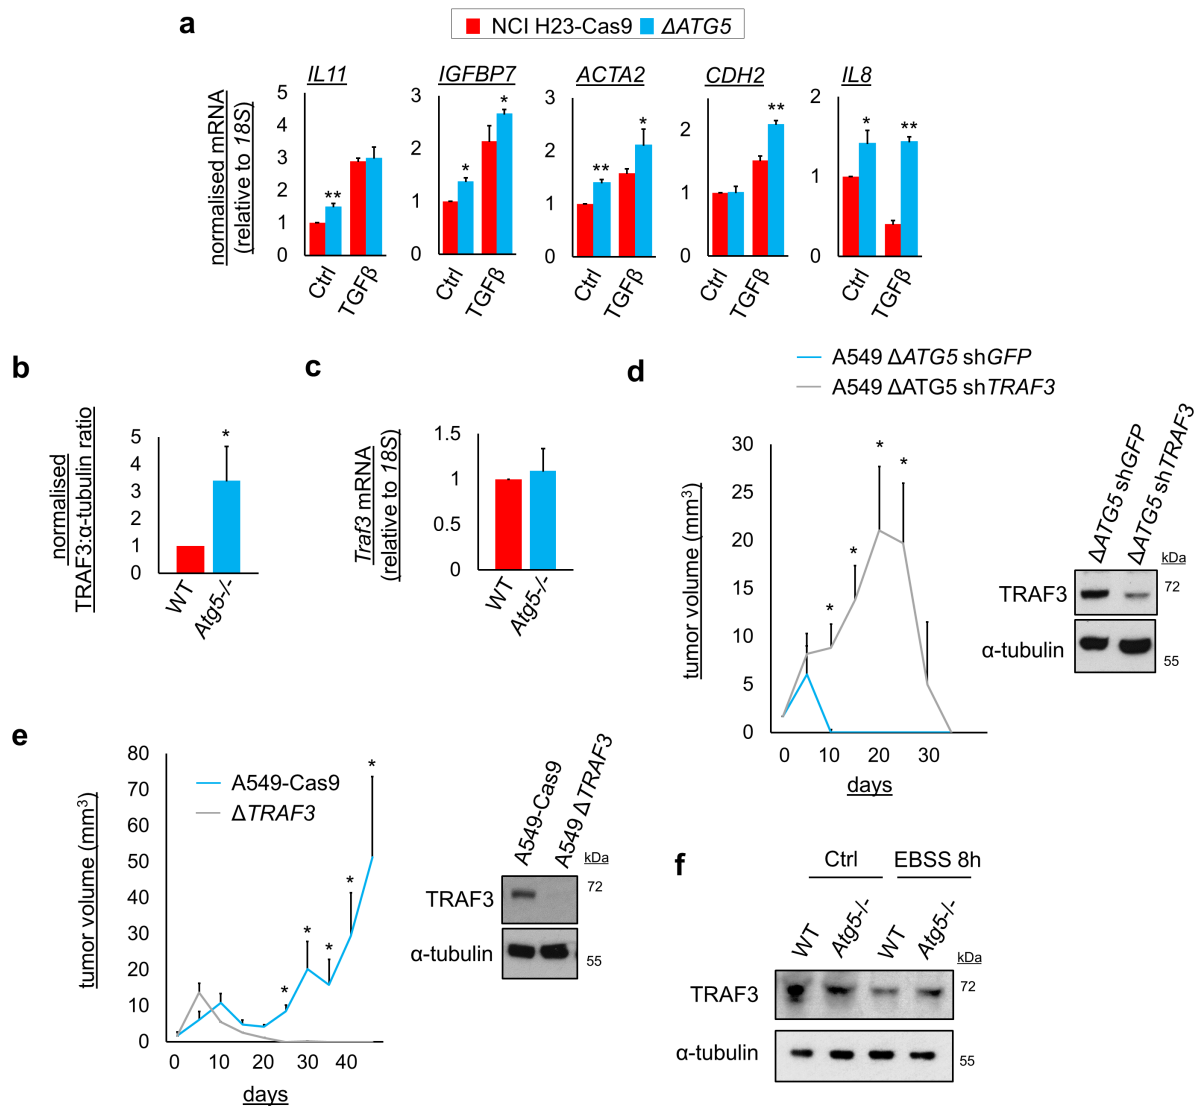 a
NCI H23-Cas9 ΔATG5
IL11 IGFBP7 ACTA2 CDH2 IL8
normalised mRNA
(relative to 18S)
5
4
3
2
1
0
** 
Ctrl TGFβ
3
2
1
0
* *
Ctrl TGFβ
3
2
1
0
** *
Ctrl TGFβ
2
1
0
**
Ctrl TGFβ
2
1
0
* **
Ctrl TGFβ
b
normalised
TRAF3:α-tubulin ratio
5
4
3
2
1
0
*
WT Atg5-/-
c
Traf3 mRNA
(relative to 18S)
1.5
1
0.5
0
WT Atg5-/-
d
A549 ΔATG5 shGFP
A549 ΔATG5 shTRAF3
tumor volume (mm³)
30
25
20
15
10
5
0
* * * *
0 10 20 30
days
ΔATG5 shGFP
ΔATG5 shTRAF3
kDa
TRAF3 72
α-tubulin 55
e
A549-Cas9
ΔTRAF3
tumor volume (mm³)
80
70
60
50
40
30
20
10
0
* * * * *
0 10 20 30 40
days
A549-Cas9
A549 ΔTRAF3
kDa
TRAF3 72
α-tubulin 55
f
Ctrl EBSS 8h
WT Atg5-/- WT Atg5-/-
kDa
TRAF3 72
α-tubulin 55